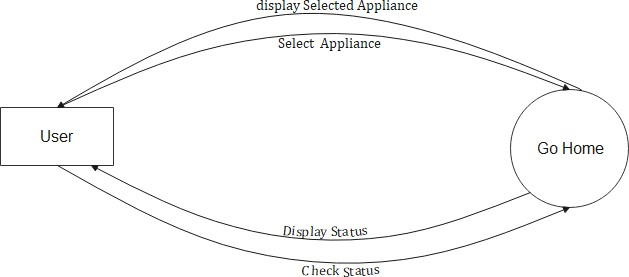 display Selected Appliance
Select Appliance
User
Go Home
Display Status
Check Status